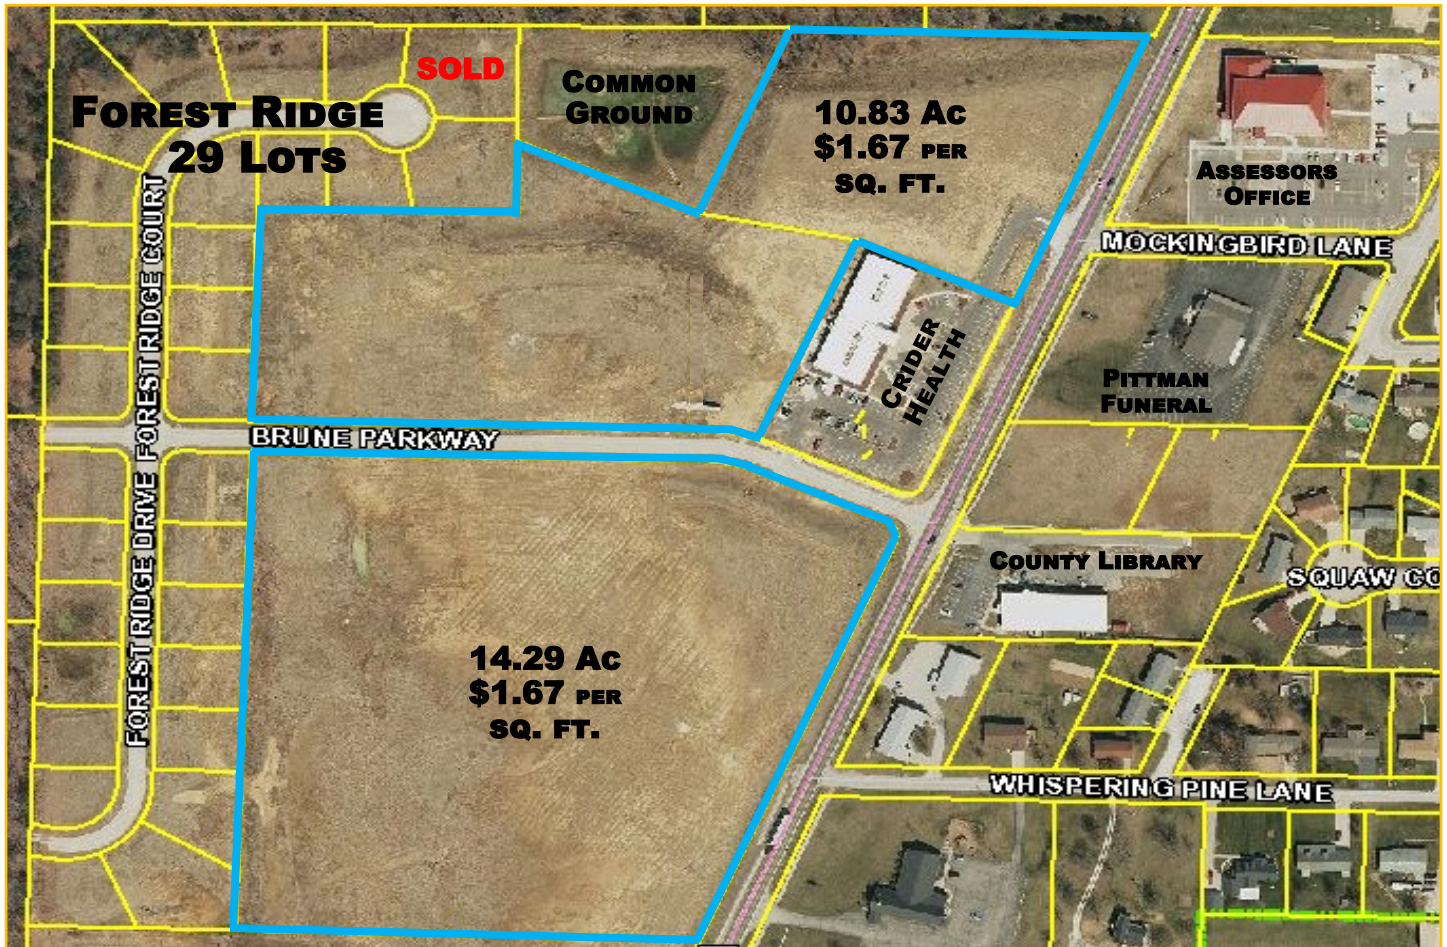 SOLD
FOREST RIDGE
29 LOTS
COMMON
GROUND
10.83 AC
$1.67 PER
SQ. FT.
ASSESSORS
OFFICE
MOCKINGBIRD LANE
FOREST RIDGE COURT
CRIDER
HEALTH
PITTMAN
FUNERAL
BRUNE PARKWAY
COUNTY LIBRARY
SQUAW CO
FOREST RIDGE DRIVE
14.29 AC
$1.67 PER
SQ. FT.
WHISPERING PINE LANE